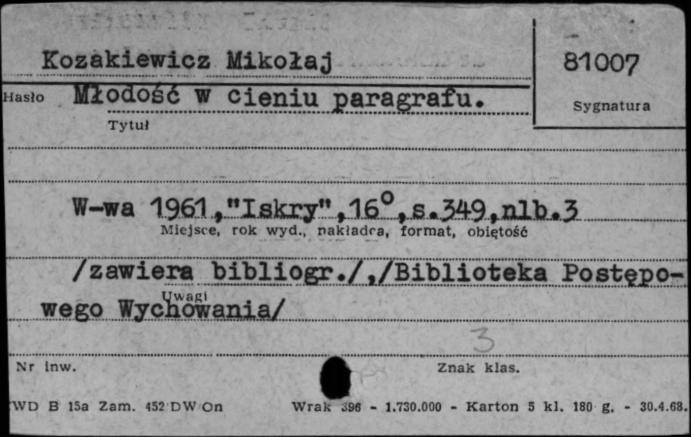 Kozakiewicz Mikołaj
81007
Hasło Młodość w cieniu paragrafu.
Sygnatura
Tytuł
W-wa 1961,"Iskry",16°,s.349,nlb.3
Miejsce, rok wyd., nakładca, format, objętość
/zawiera bibliogr./,/Biblioteka Postępo-
Uwagi
wego Wychowania/
3
Nr inw.
Znak klas.
WD B 15a Zam. 452 DW On Wrak 396 - 1.730.000 - Karton 5 kl. 180 g. - 30.4.68.